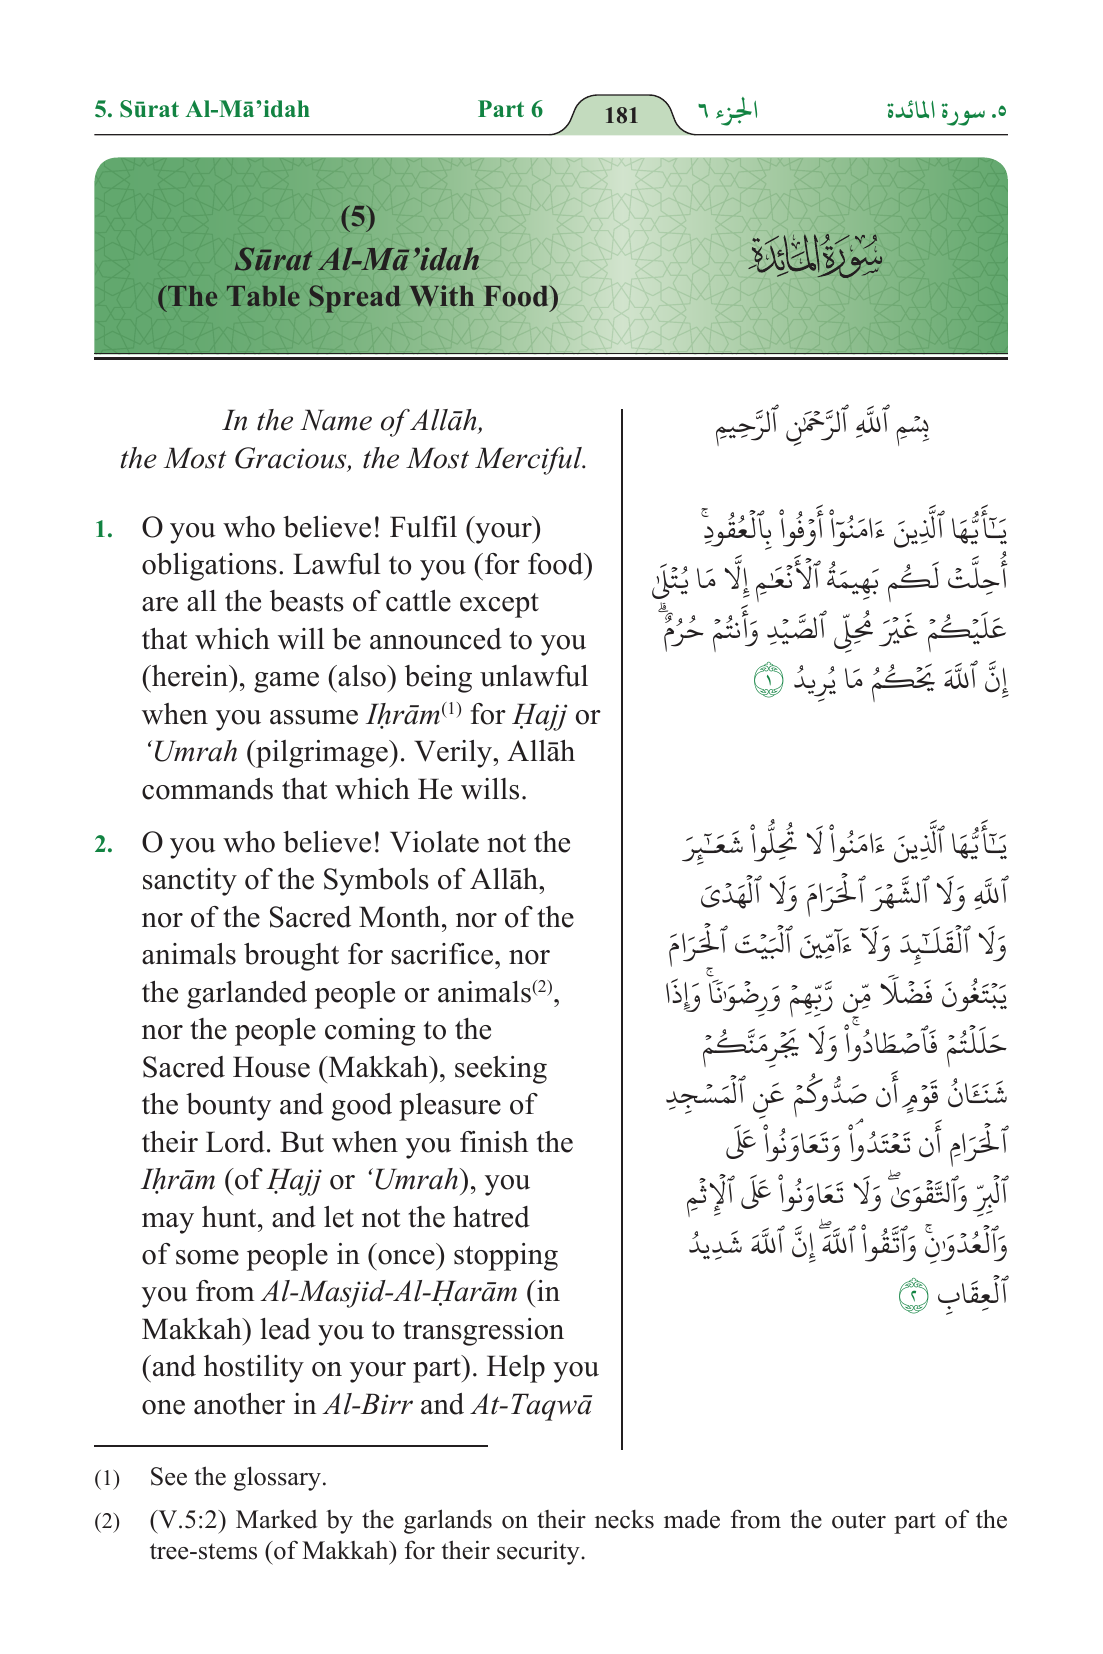 5. Sūrat Al-Mā’idah Part 6 181 الجزء ٦ ٥. سورة المائدة
(5)
Sūrat Al-Mā’idah
(The Table Spread With Food)
سُورَةُ المَائِدَةِ
In the Name of Allāh,
the Most Gracious, the Most Merciful.
1. O you who believe! Fulfil (your)
obligations. Lawful to you (for food)
are all the beasts of cattle except
that which will be announced to you
(herein), game (also) being unlawful
when you assume Iḥrām(1) for Ḥajj or
‘Umrah (pilgrimage). Verily, Allāh
commands that which He wills.
2. O you who believe! Violate not the
sanctity of the Symbols of Allāh,
nor of the Sacred Month, nor of the
animals brought for sacrifice, nor
the garlanded people or animals(2),
nor the people coming to the
Sacred House (Makkah), seeking
the bounty and good pleasure of
their Lord. But when you finish the
Iḥrām (of Ḥajj or ‘Umrah), you
may hunt, and let not the hatred
of some people in (once) stopping
you from Al-Masjid-Al-Ḥarām (in
Makkah) lead you to transgression
(and hostility on your part). Help you
one another in Al-Birr and At-Taqwā
بِسۡمِ ٱللَّهِ ٱلرَّحۡمَٰنِ ٱلرَّحِيمِ
يَٰٓأَيُّهَا ٱلَّذِينَ ءَامَنُوٓاْ أَوۡفُواْ بِٱلۡعُقُودِۚ
أُحِلَّتۡ لَكُم بَهِيمَةُ ٱلۡأَنۡعَٰمِ إِلَّا مَا يُتۡلَىٰ
عَلَيۡكُمۡ غَيۡرَ مُحِلِّي ٱلصَّيۡدِ وَأَنتُمۡ حُرُمٌۗ
إِنَّ ٱللَّهَ يَحۡكُمُ مَا يُرِيدُ ١
يَٰٓأَيُّهَا ٱلَّذِينَ ءَامَنُواْ لَا تُحِلُّواْ شَعَٰٓئِرَ
ٱللَّهِ وَلَا ٱلشَّهۡرَ ٱلۡحَرَامَ وَلَا ٱلۡهَدۡيَ
وَلَا ٱلۡقَلَٰٓئِدَ وَلَآ ءَآمِّينَ ٱلۡبَيۡتَ ٱلۡحَرَامَ
يَبۡتَغُونَ فَضۡلٗا مِّن رَّبِّهِمۡ وَرِضۡوَٰنٗاۚ وَإِذَا
حَلَلۡتُمۡ فَٱصۡطَادُواْۚ وَلَا يَجۡرِمَنَّكُمۡ
شَنَـَٔانُ قَوۡمٍ أَن صَدُّوكُمۡ عَنِ ٱلۡمَسۡجِدِ
ٱلۡحَرَامِ أَن تَعۡتَدُواْۘ وَتَعَاوَنُواْ عَلَى
ٱلۡبِرِّ وَٱلتَّقۡوَىٰۖ وَلَا تَعَاوَنُواْ عَلَى ٱلۡإِثۡمِ
وَٱلۡعُدۡوَٰنِۚ وَٱتَّقُواْ ٱللَّهَۖ إِنَّ ٱللَّهَ شَدِيدُ
ٱلۡعِقَابِ ٢
(1) See the glossary.
(2) (V.5:2) Marked by the garlands on their necks made from the outer part of the
tree-stems (of Makkah) for their security.